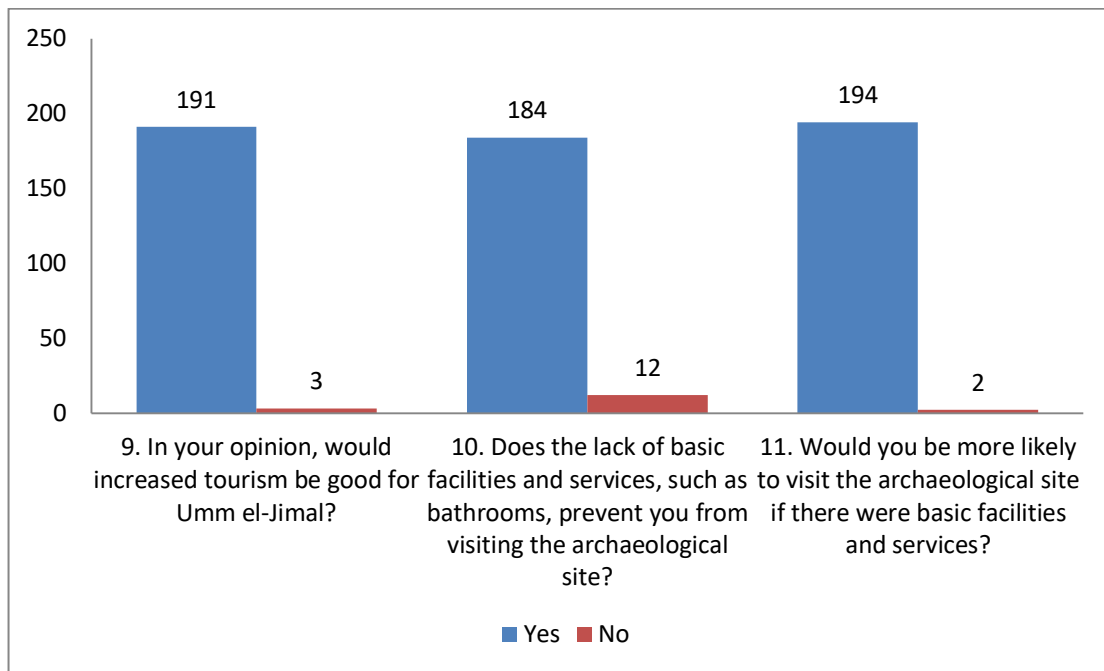 250
200
150
100
50
0
191
3
184
12
194
2
9. In your opinion, would
increased tourism be good for
Umm el-Jimal?
10. Does the lack of basic
facilities and services, such as
bathrooms, prevent you from
visiting the archaeological
site?
11. Would you be more likely
to visit the archaeological site
if there were basic facilities
and services?
Yes No